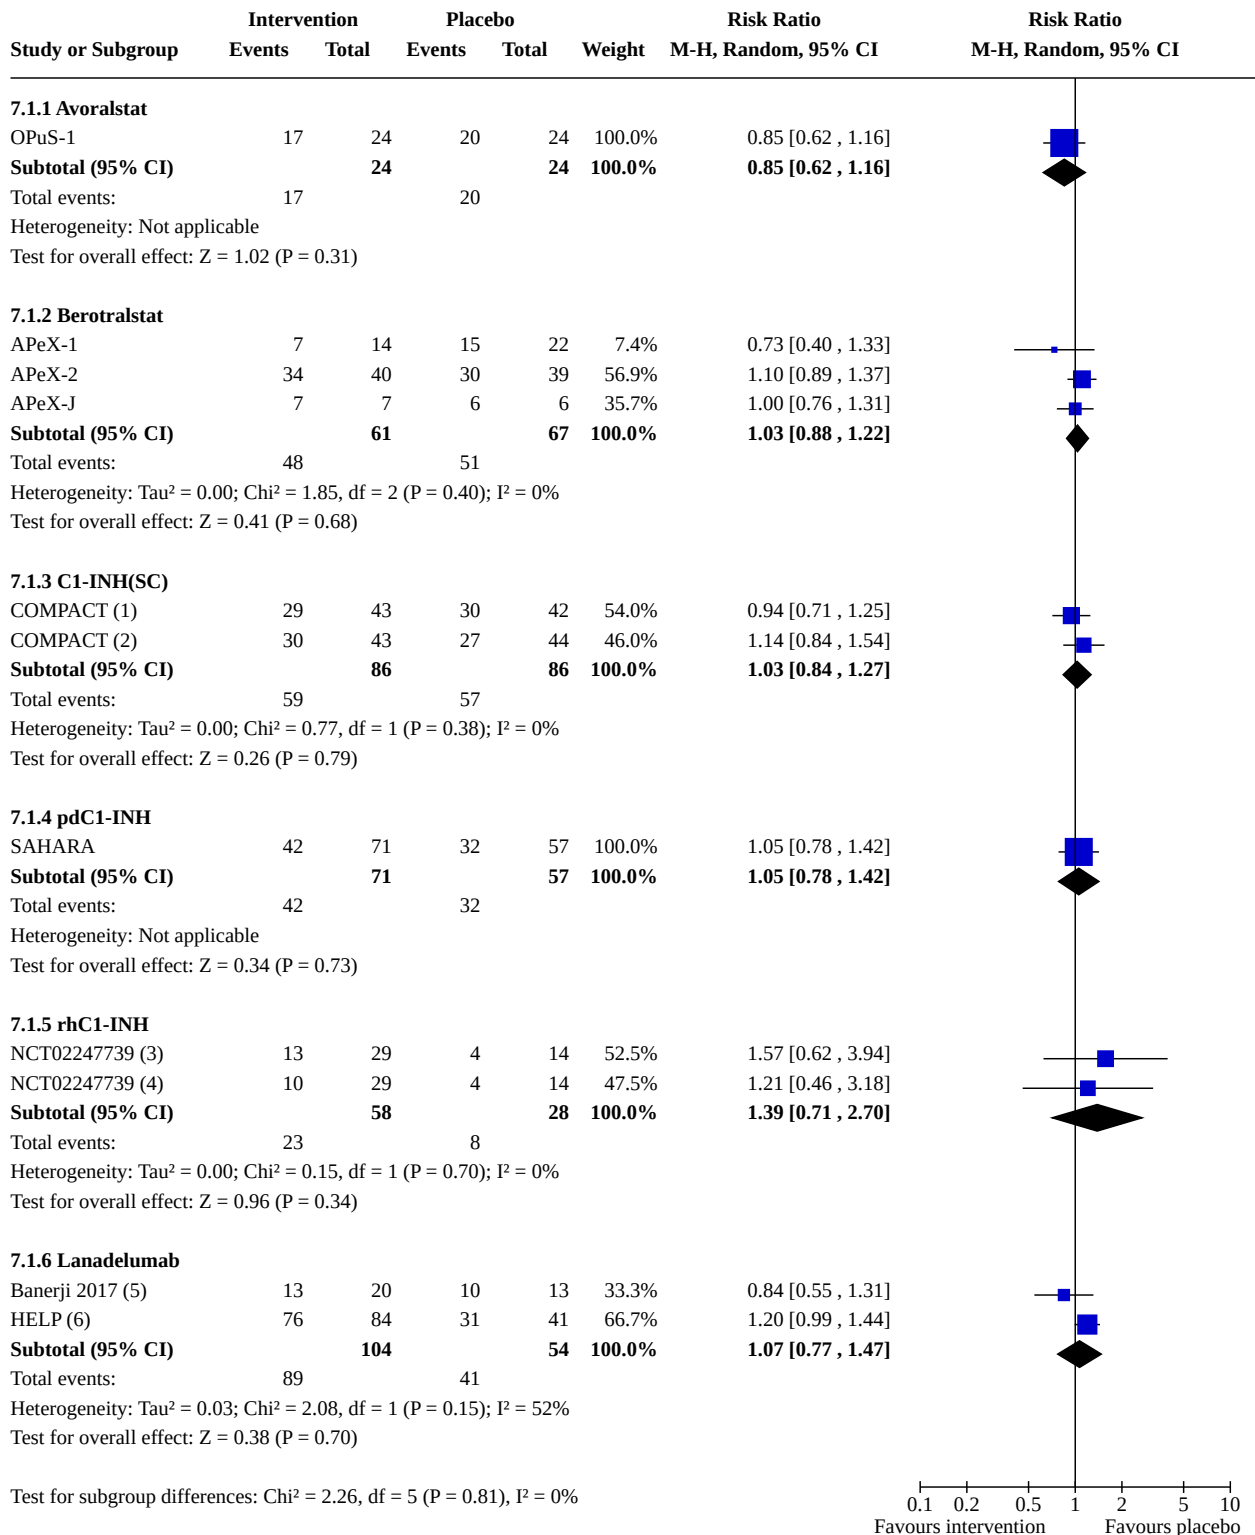 Intervention Placebo Risk Ratio Risk Ratio
Study or Subgroup Events Total Events Total Weight M-H, Random, 95% CI M-H, Random, 95% CI
7.1.1 Avoralstat
OPuS-1 17 24 20 24 100.0% 0.85 [0.62 , 1.16]
Subtotal (95% CI) 24 24 100.0% 0.85 [0.62 , 1.16]
Total events: 17 20
Heterogeneity: Not applicable
Test for overall effect: Z = 1.02 (P = 0.31)
7.1.2 Berotralstat
APeX-1 7 14 15 22 7.4% 0.73 [0.40 , 1.33]
APeX-2 34 40 30 39 56.9% 1.10 [0.89 , 1.37]
APeX-J 7 7 6 6 35.7% 1.00 [0.76 , 1.31]
Subtotal (95% CI) 61 67 100.0% 1.03 [0.88 , 1.22]
Total events: 48 51
Heterogeneity: Tau² = 0.00; Chi² = 1.85, df = 2 (P = 0.40); I² = 0%
Test for overall effect: Z = 0.41 (P = 0.68)
7.1.3 C1-INH(SC)
COMPACT (1) 29 43 30 42 54.0% 0.94 [0.71 , 1.25]
COMPACT (2) 30 43 27 44 46.0% 1.14 [0.84 , 1.54]
Subtotal (95% CI) 86 86 100.0% 1.03 [0.84 , 1.27]
Total events: 59 57
Heterogeneity: Tau² = 0.00; Chi² = 0.77, df = 1 (P = 0.38); I² = 0%
Test for overall effect: Z = 0.26 (P = 0.79)
7.1.4 pdC1-INH
SAHARA 42 71 32 57 100.0% 1.05 [0.78 , 1.42]
Subtotal (95% CI) 71 57 100.0% 1.05 [0.78 , 1.42]
Total events: 42 32
Heterogeneity: Not applicable
Test for overall effect: Z = 0.34 (P = 0.73)
7.1.5 rhC1-INH
NCT02247739 (3) 13 29 4 14 52.5% 1.57 [0.62 , 3.94]
NCT02247739 (4) 10 29 4 14 47.5% 1.21 [0.46 , 3.18]
Subtotal (95% CI) 58 28 100.0% 1.39 [0.71 , 2.70]
Total events: 23 8
Heterogeneity: Tau² = 0.00; Chi² = 0.15, df = 1 (P = 0.70); I² = 0%
Test for overall effect: Z = 0.96 (P = 0.34)
7.1.6 Lanadelumab
Banerji 2017 (5) 13 20 10 13 33.3% 0.84 [0.55 , 1.31]
HELP (6) 76 84 31 41 66.7% 1.20 [0.99 , 1.44]
Subtotal (95% CI) 104 54 100.0% 1.07 [0.77 , 1.47]
Total events: 89 41
Heterogeneity: Tau² = 0.03; Chi² = 2.08, df = 1 (P = 0.15); I² = 52%
Test for overall effect: Z = 0.38 (P = 0.70)
Test for subgroup differences: Chi² = 2.26, df = 5 (P = 0.81), I² = 0%
0.1 0.2 0.5 1 2 5 10
Favours intervention Favours placebo